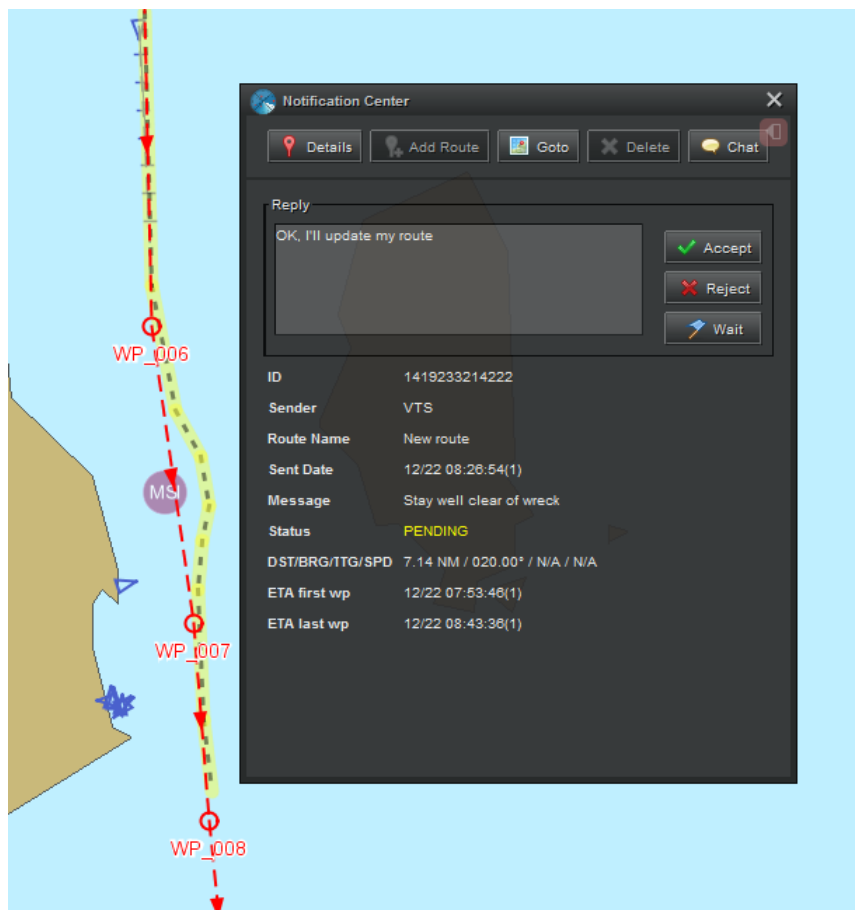 Notification Center
Details Add Route Goto Delete Chat
Reply
OK, I'll update my route
Accept
Reject
Wait
ID 1419233214222
Sender VTS
Route Name New route
Sent Date 12/22 08:26:54(1)
Message Stay well clear of wreck
Status PENDING
DST/BRG/TTG/SPD 7.14 NM / 020.00° / N/A / N/A
ETA first wp 12/22 07:53:46(1)
ETA last wp 12/22 08:43:36(1)
WP_006
MSI
WP_007
WP_008